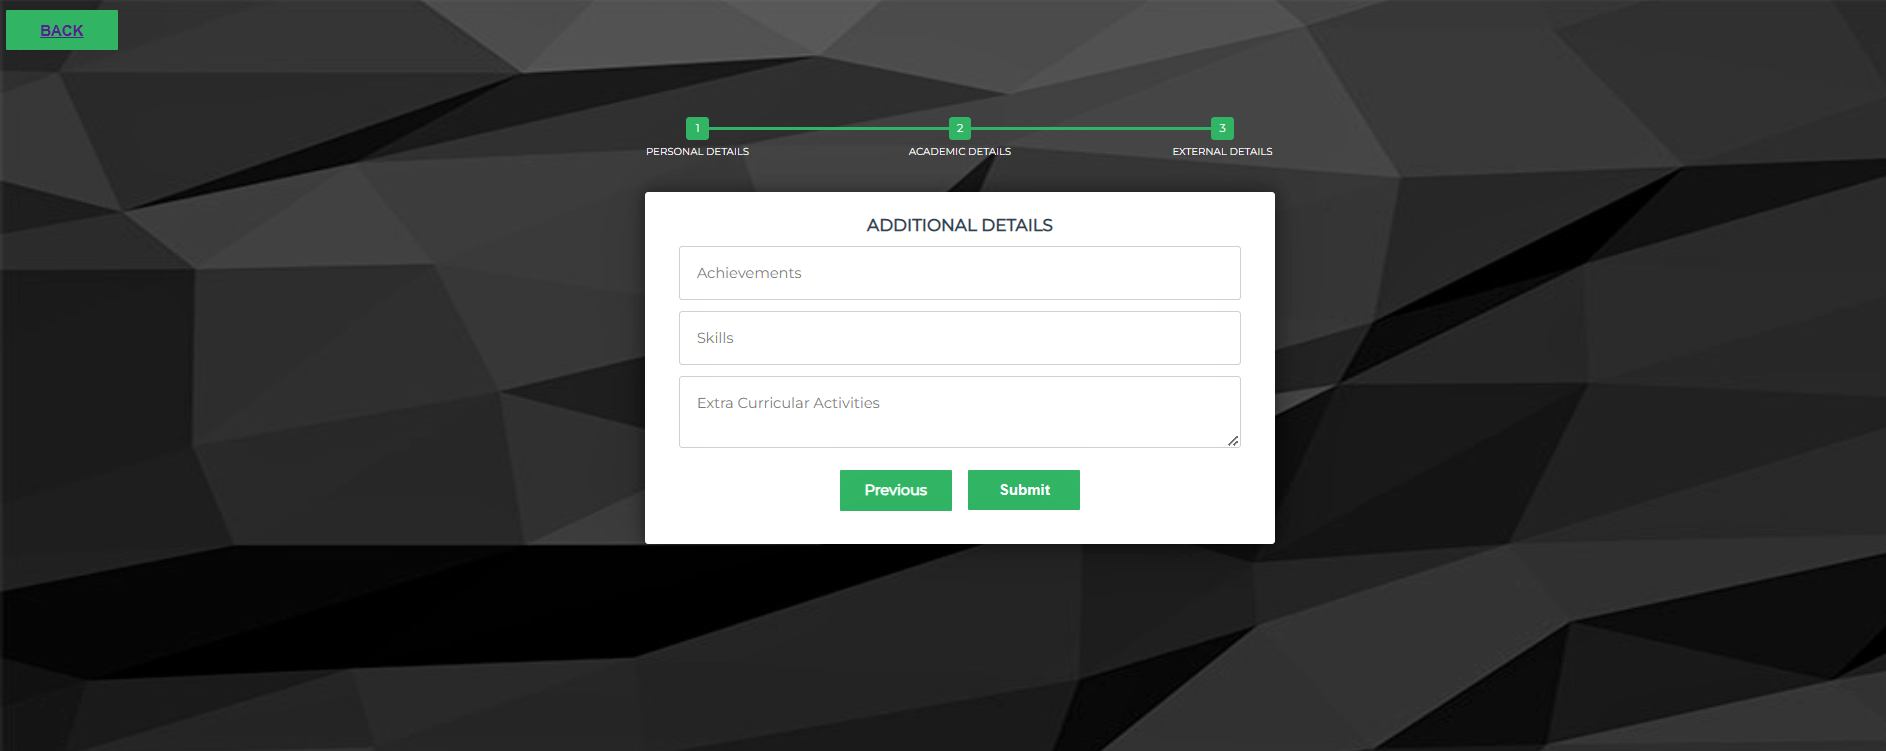 BACK
1 2 3
PERSONAL DETAILS ACADEMIC DETAILS EXTERNAL DETAILS
ADDITIONAL DETAILS
Achievements
Skills
Extra Curricular Activities
Previous Submit